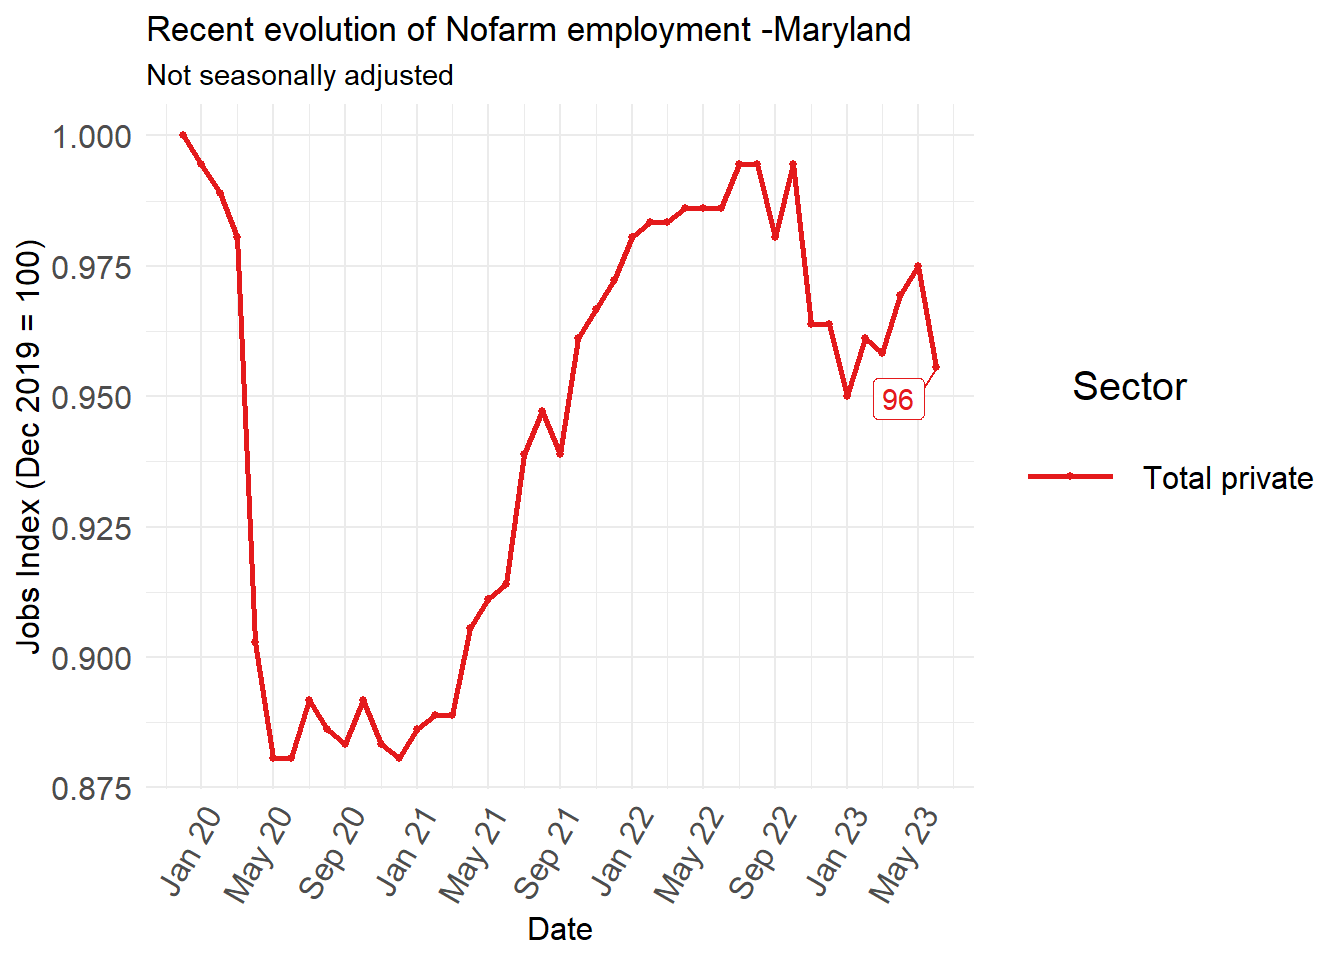 Recent evolution of Nofarm employment -Maryland
Not seasonally adjusted
Jobs Index (Dec 2019 = 100)
1.000
0.975
0.950
0.925
0.900
0.875
96
Jan 20
May 20
Sep 20
Jan 21
May 21
Sep 21
Jan 22
May 22
Sep 22
Jan 23
May 23
Date
Sector
Total private